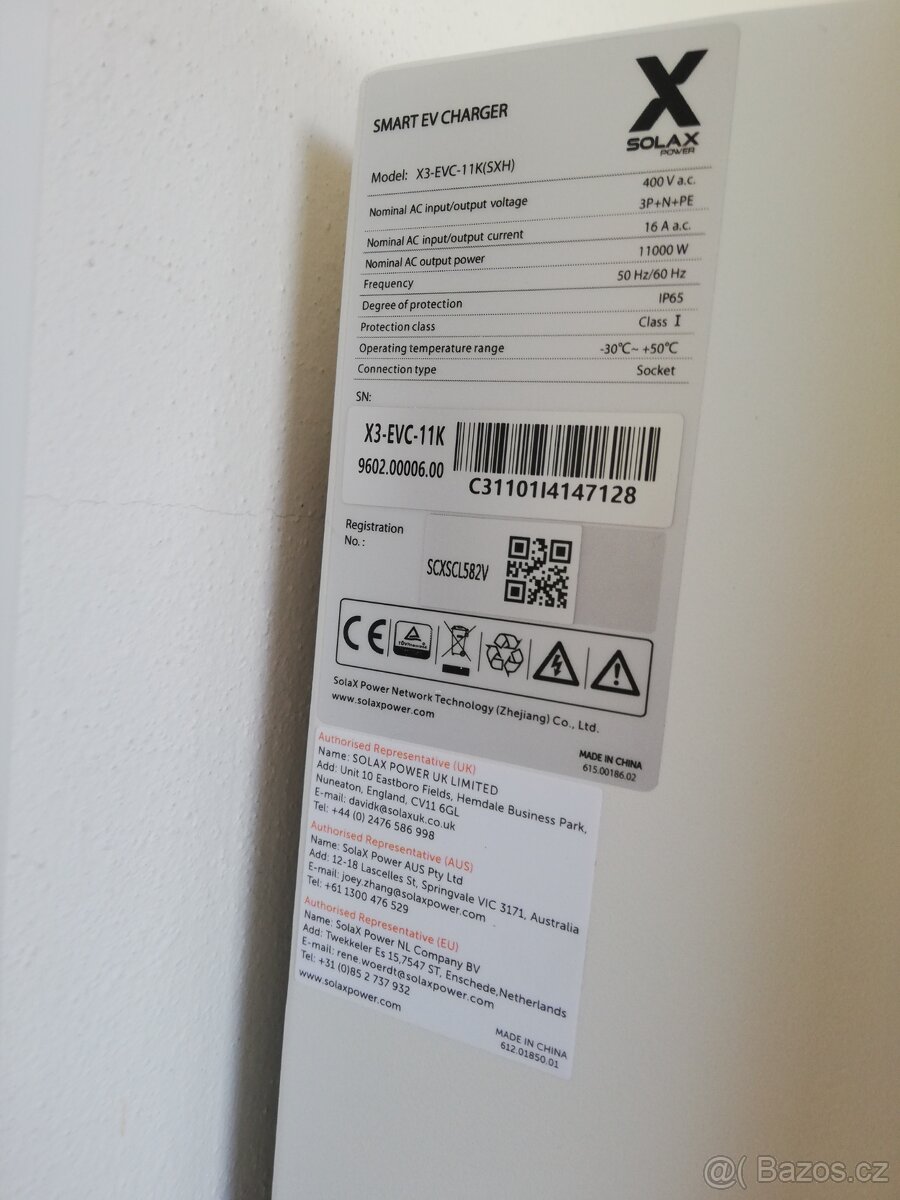 SMART EV CHARGER
X
SOLAX
POWER
Model: X3-EVC-11K(SXH)
Nominal AC input/output voltage 400 V a.c.
3P+N+PE
Nominal AC input/output current 16 A a.c.
Nominal AC output power 11000 W
Frequency 50 Hz/60 Hz
Degree of protection IP65
Protection class Class I
Operating temperature range -30℃~ +50℃
Connection type Socket
SN:
X3-EVC-11K
9602.00006.00
C31101I4147128
Registration
No. :
SCXSCL582V
CE
SolaX Power Network Technology (Zhejiang) Co., Ltd.
www.solaxpower.com
MADE IN CHINA
615.00186.02
Authorised Representative (UK)
Name: SOLAX POWER UK LIMITED
Add: Unit 10 Eastboro Fields, Hemdale Business Park,
Nuneaton, England, CV11 6GL
E-mail: davidk@solaxuk.co.uk
Tel: +44 (0) 2476 586 998
Authorised Representative (AUS)
Name: SolaX Power AUS Pty Ltd
Add: 12-18 Lascelles St, Springvale VIC 3171, Australia
E-mail: joey.zhang@solaxpower.com
Tel: +61 1300 476 529
Authorised Representative (EU)
Name: SolaX Power NL Company BV
Add: Twekkeler Es 15,7547 ST, Enschede,Netherlands
E-mail: rene.woerdt@solaxpower.com
Tel: +31 (0)85 2 737 932
www.solaxpower.com
MADE IN CHINA
612.01850.01
@( Bazos.cz